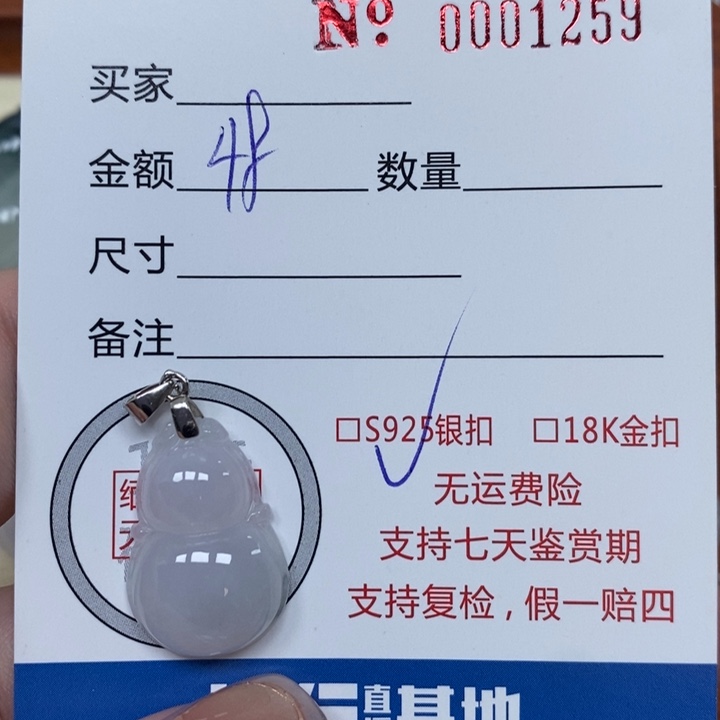 № 0001259
买家
金额 48 数量
尺寸
备注
□S925银扣 □18K金扣
无运费险
支持七天鉴赏期
支持复检，假一赔四
基地